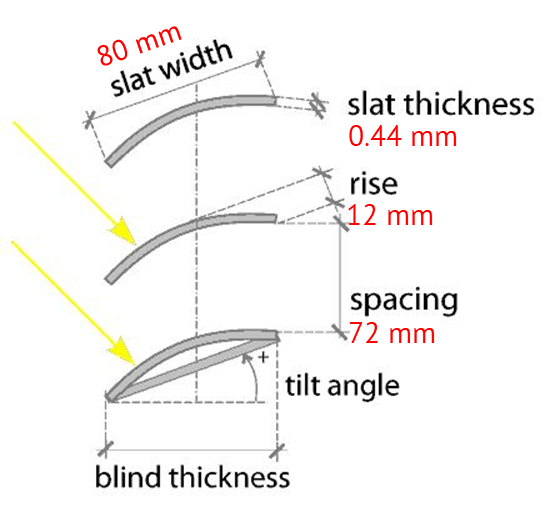 80 mm
slat width
slat thickness
0.44 mm
rise
12 mm
spacing
72 mm
+
tilt angle
blind thickness